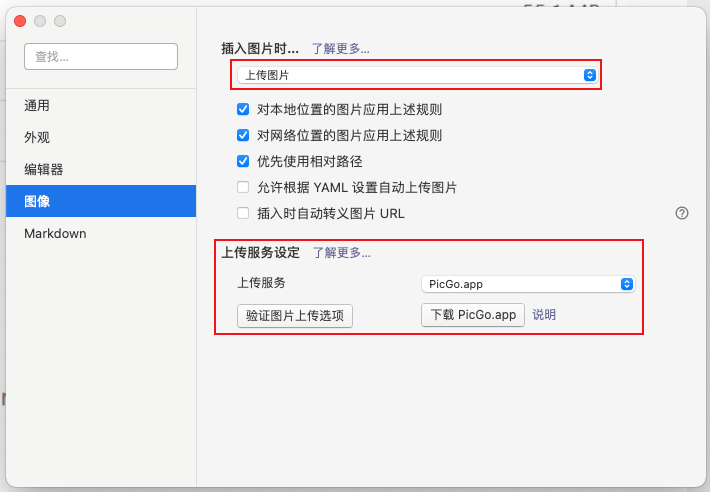 查找...
通用
外观
编辑器
图像
Markdown
插入图片时... 了解更多...
上传图片
对本地位置的图片应用上述规则
对网络位置的图片应用上述规则
优先使用相对路径
允许根据 YAML 设置自动上传图片
插入时自动转义图片 URL
上传服务设定 了解更多...
上传服务 PicGo.app
验证图片上传选项 下载 PicGo.app 说明